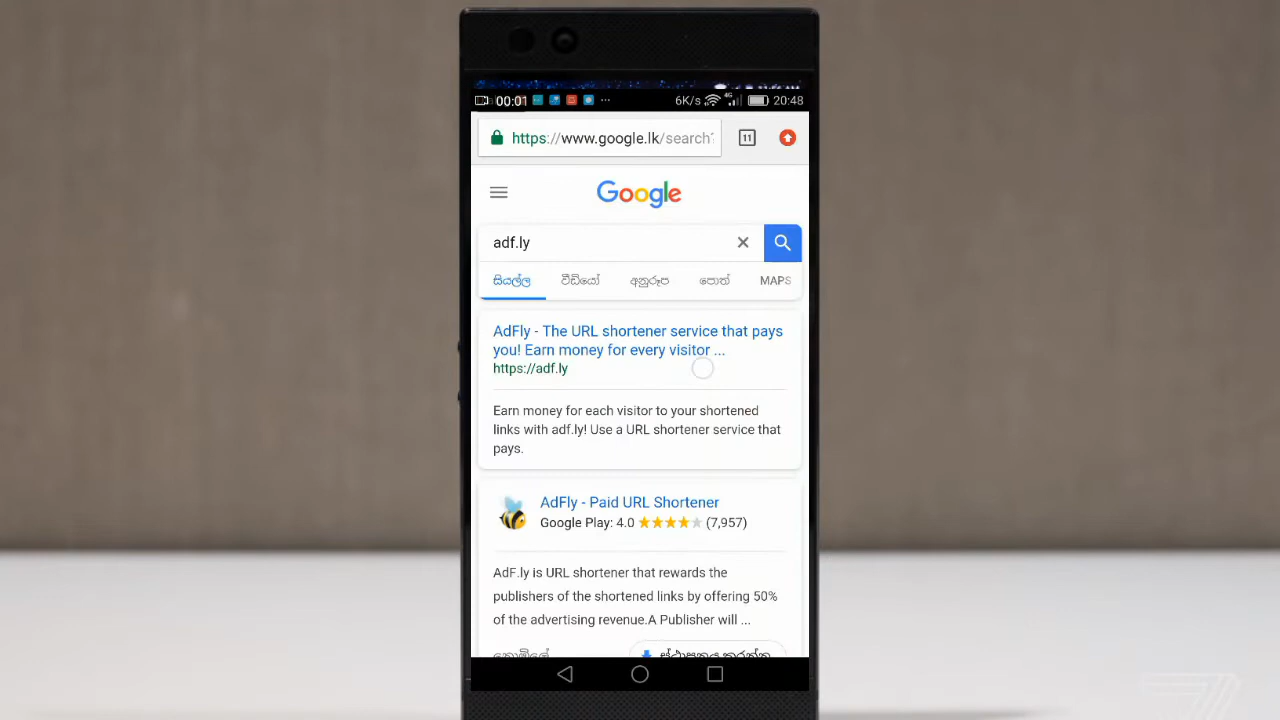 00:01 ... 6K/s 4G 20:48
https://www.google.lk/search? 11
Google
adf.ly
සියල්ල වීඩියෝ අනුරූප පොත් MAPS
AdFly - The URL shortener service that pays
you! Earn money for every visitor ...
https://adf.ly
Earn money for each visitor to your shortened
links with adf.ly! Use a URL shortener service that
pays.
AdFly - Paid URL Shortener
Google Play: 4.0 (7,957)
AdF.ly is URL shortener that rewards the
publishers of the shortened links by offering 50%
of the advertising revenue.A Publisher will ...
නොමිලේ ස්ථාපනය කරන්න